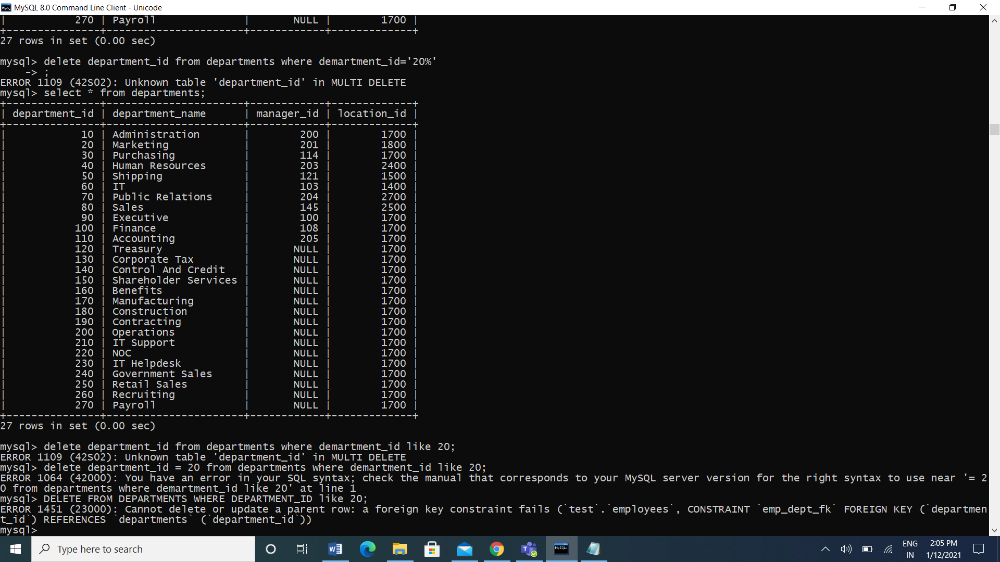 MySQL 8.0 Command Line Client - Unicode
| 270 | Payroll | NULL | 1700 |
+---------------+----------------------+------------+-------------+
27 rows in set (0.00 sec)
mysql> delete department_id from departments where demartment_id='20%'
-> ;
ERROR 1109 (42S02): Unknown table 'department_id' in MULTI DELETE
mysql> select * from departments;
+---------------+----------------------+------------+-------------+
| department_id | department_name | manager_id | location_id |
+---------------+----------------------+------------+-------------+
| 10 | Administration | 200 | 1700 |
| 20 | Marketing | 201 | 1800 |
| 30 | Purchasing | 114 | 1700 |
| 40 | Human Resources | 203 | 2400 |
| 50 | Shipping | 121 | 1500 |
| 60 | IT | 103 | 1400 |
| 70 | Public Relations | 204 | 2700 |
| 80 | Sales | 145 | 2500 |
| 90 | Executive | 100 | 1700 |
| 100 | Finance | 108 | 1700 |
| 110 | Accounting | 205 | 1700 |
| 120 | Treasury | NULL | 1700 |
| 130 | Corporate Tax | NULL | 1700 |
| 140 | Control And Credit | NULL | 1700 |
| 150 | Shareholder Services | NULL | 1700 |
| 160 | Benefits | NULL | 1700 |
| 170 | Manufacturing | NULL | 1700 |
| 180 | Construction | NULL | 1700 |
| 190 | Contracting | NULL | 1700 |
| 200 | Operations | NULL | 1700 |
| 210 | IT Support | NULL | 1700 |
| 220 | NOC | NULL | 1700 |
| 230 | IT Helpdesk | NULL | 1700 |
| 240 | Government Sales | NULL | 1700 |
| 250 | Retail Sales | NULL | 1700 |
| 260 | Recruiting | NULL | 1700 |
| 270 | Payroll | NULL | 1700 |
+---------------+----------------------+------------+-------------+
27 rows in set (0.00 sec)
mysql> delete department_id from departments where demartment_id like 20;
ERROR 1109 (42S02): Unknown table 'department_id' in MULTI DELETE
mysql> delete department_id = 20 from departments where demartment_id like 20;
ERROR 1064 (42000): You have an error in your SQL syntax; check the manual that corresponds to your MySQL server version for the right syntax to use near '= 2
0 from departments where demartment_id like 20' at line 1
mysql> DELETE FROM DEPARTMENTS WHERE DEPARTMENT_ID like 20;
ERROR 1451 (23000): Cannot delete or update a parent row: a foreign key constraint fails (`test`.`employees`, CONSTRAINT `emp_dept_fk` FOREIGN KEY (`departmen
t_id`) REFERENCES `departments` (`department_id`))
mysql>
Type here to search
ENG
IN
2:05 PM
1/12/2021